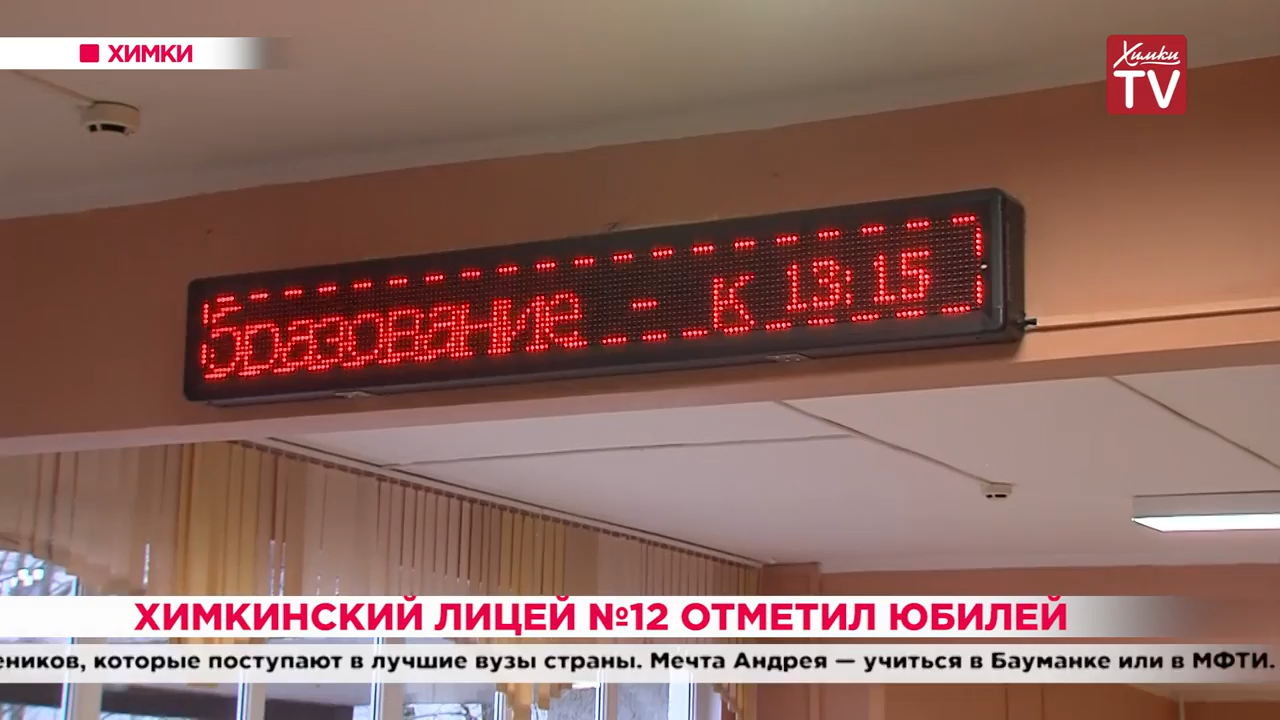 ХИМКИ
Химки
TV
бразование - К 19:15
ХИМКИНСКИЙ ЛИЦЕЙ №12 ОТМЕТИЛ ЮБИЛЕЙ
еников, которые поступают в лучшие вузы страны. Мечта Андрея — учиться в Бауманке или в МФТИ.